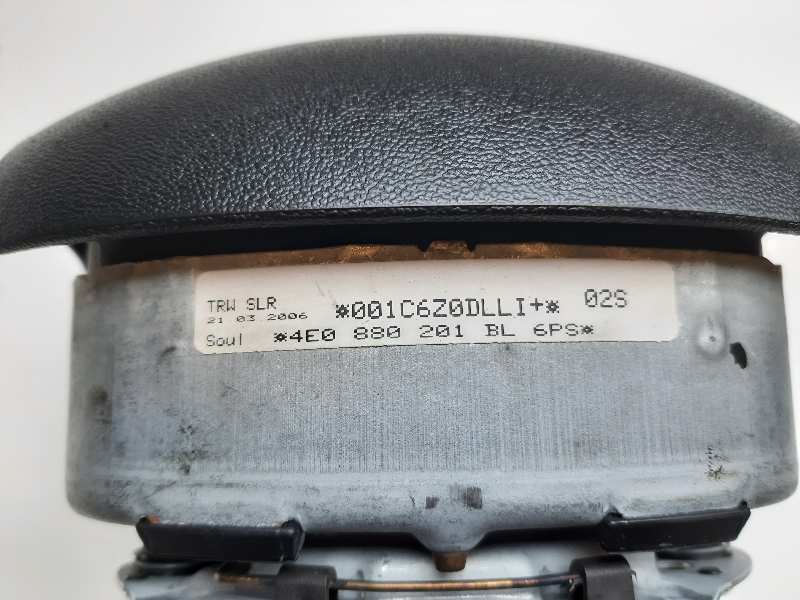 TRW SLR *001C6Z0DLLI+* 02S
21 03 2006
Soul *4E0 880 201 BL 6PS*